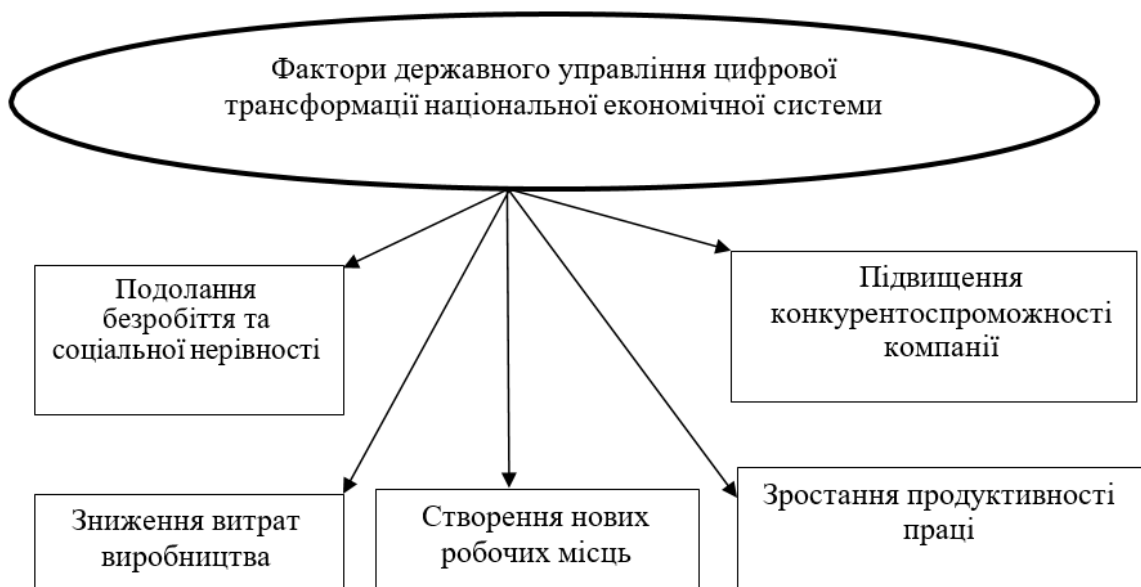 Фактори державного управління цифрової
трансформації національної економічної системи
Подолання
безробіття та
соціальної нерівності
Підвищення
конкурентоспроможності
компанії
Зниження витрат
виробництва
Створення нових
робочих місць
Зростання продуктивності
праці